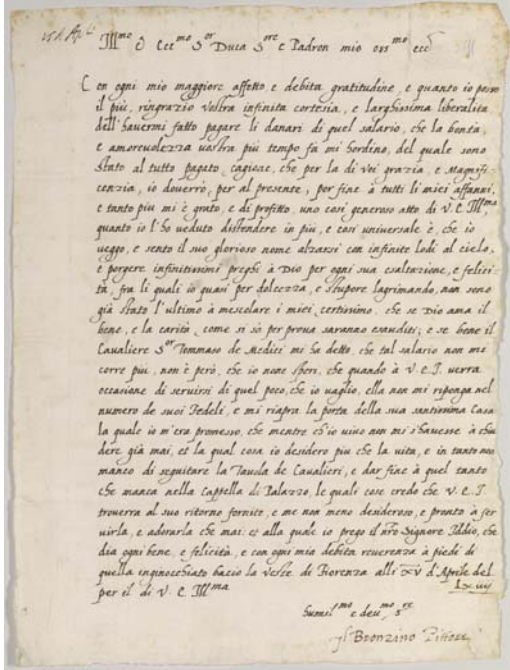 15 Ap.le
Ill.mo et Ecc.mo S.or Duca S.ore e Padron mio oss.mo ecc.
Con ogni mio maggiore affetto, e debita gratitudine, e quanto io posso
il più, ringrazio Vostra infinita cortesia, e larghissima liberalità
dell'havermi fatto pagare li danari di quel salario, che la bontà,
e amorevolezza vostra più tempo fà mi hordinò, del quale sono
stato al tutto pagato, cagione, che per la di voi grazia, e Magnifi-
cenzia, io doverrò, per al presente, por fine à tutti li miei affanni,
e tanto più mi è grato, e di profitto, uno così generoso atto di V. E. Ill.ma,
quanto io l'ho veduto distendere in più, e così universale è, che io
veggo, e sento il suo glorioso nome alzarsi con infinite lodi al cielo,
e porgere infinitissimi preghi à Dio per ogni sua esaltazione, e felici-
tà, fra li quali io quasi per dolcezza, e stupore lagrimando, non sono
già stato l'ultimo à mescolare i miei, certissimo, che se Dio ama il
bene, e la carità, come si sà per prova saranno esauditi; e se bene il
Cavaliere S.or Tommaso de Medici mi ha detto, che tal salario non mi
corre più, non è però, che io none speri, che quando à V. E. I. verrà
occasione di servirsi di quel poco, che io vaglio, ella non mi riponga nel
numero de suoi Fedeli, e mi riapra la porta della sua santissima Casa
la quale io m'era promesso, che mentre ch'io vivo non mi s'havesse à chiu
dere già mai, et la qual cosa io desidero più che la vita, e in tanto non
manco di seguitare la Tavola de Cavalieri, e dar fine à quel tanto
che manca nella Cappella di Palazzo, le quali cose credo che V. E. I.
troverrà al suo ritorno fornite, e me non meno desideroso, e pronto à ser
virla, e adorarla che mai: et alla quale io prego il nro Signore Iddio, che
dia ogni bene, e felicità, e con ogni mia debita reverenza à piedi di
quella inginocchiato bacio la veste di Fiorenza alli XV d'Aprile del
LXIIII
per il di V. E. Ill.ma
humil.mo e devo.mo S.re
Il Bronzino Pittore